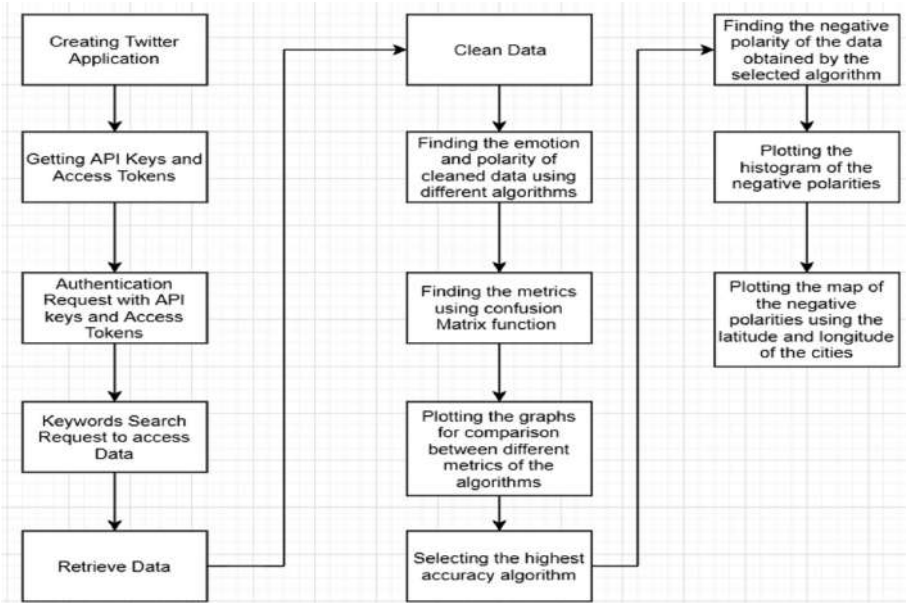 Creating Twitter
Application
Getting API Keys and
Access Tokens
Authentication
Request with API
keys and Access
Tokens
Keywords Search
Request to access
Data
Retrieve Data
Clean Data
Finding the emotion
and polarity of
cleaned data using
different algorithms
Finding the metrics
using confusion
Matrix function
Plotting the graphs
for comparison
between different
metrics of the
algorithms
Selecting the highest
accuracy algorithm
Finding the negative
polarity of the data
obtained by the
selected algorithm
Plotting the
histogram of the
negative polarities
Plotting the map of
the negative
polarities using the
latitude and longitude
of the cities